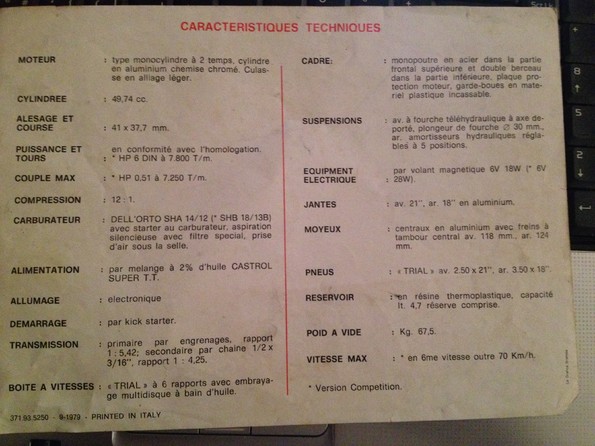 CARACTERISTIQUES TECHNIQUES
MOTEUR : type monocylindre à 2 temps, cylindre
en aluminium chemise chromé. Culas-
se en alliage léger.
CYLINDREE : 49,74 cc.
ALESAGE ET
COURSE : 41 x 37,7 mm.
PUISSANCE ET en conformité avec l'homologation.
TOURS : * HP 6 DIN à 7.800 T/m.
COUPLE MAX : * HP 0.51 à 7.250 T/m.
COMPRESSION : 12 : 1.
CARBURATEUR : DELL'ORTO SHA 14/12 (* SHB 18/13B)
avec starter au carburateur, aspiration
silencieuse avec filtre special, prise
d'air sous la selle.
ALIMENTATION : par melange à 2% d'huile CASTROL
SUPER T.T.
ALLUMAGE : electronique
DEMARRAGE : par kick starter.
TRANSMISSION : primaire par engrenages, rapport
1 : 5,42; secondaire par chaîne 1/2 x
3/16", rapport 1 : 4,25.
BOITE A VITESSES : « TRIAL » à 6 rapports avec embraya-
ge multidisque à bain d'huile.
371.93.5250 - 6-1979 - PRINTED IN ITALY
CADRE: : monopoutre en acier dans la partie
frontal supérieure et double berceau
dans la partie inférieure, plaque pro-
tection moteur, garde-boues en mate-
riel plastique incassable.
SUSPENSIONS : av. à fourche téléhydraulique à axe de-
porté, plongeur de fourche ∅ 30 mm.,
ar. amortisseurs hydrauliques régla-
bles à 5 positions.
EQUIPEMENT par volant magnetique 6V 18W (* 6V
ELECTRIQUE : 28W).
JANTES : av. 21", ar. 18" en aluminium.
MOYEUX : centraux en aluminium avec freins à
tambour central av. 118 mm., ar. 124
mm.
PNEUS : « TRIAL » av. 2.50 x 21", ar. 3.50 x 18".
RESERVOIR : en résine thermoplastique, capacité
lt. 4,7 réserve comprise.
POID A VIDE : Kg. 67,5.
VITESSE MAX : * en 6me vitesse outre 70 Km/h.
* Version Competition.